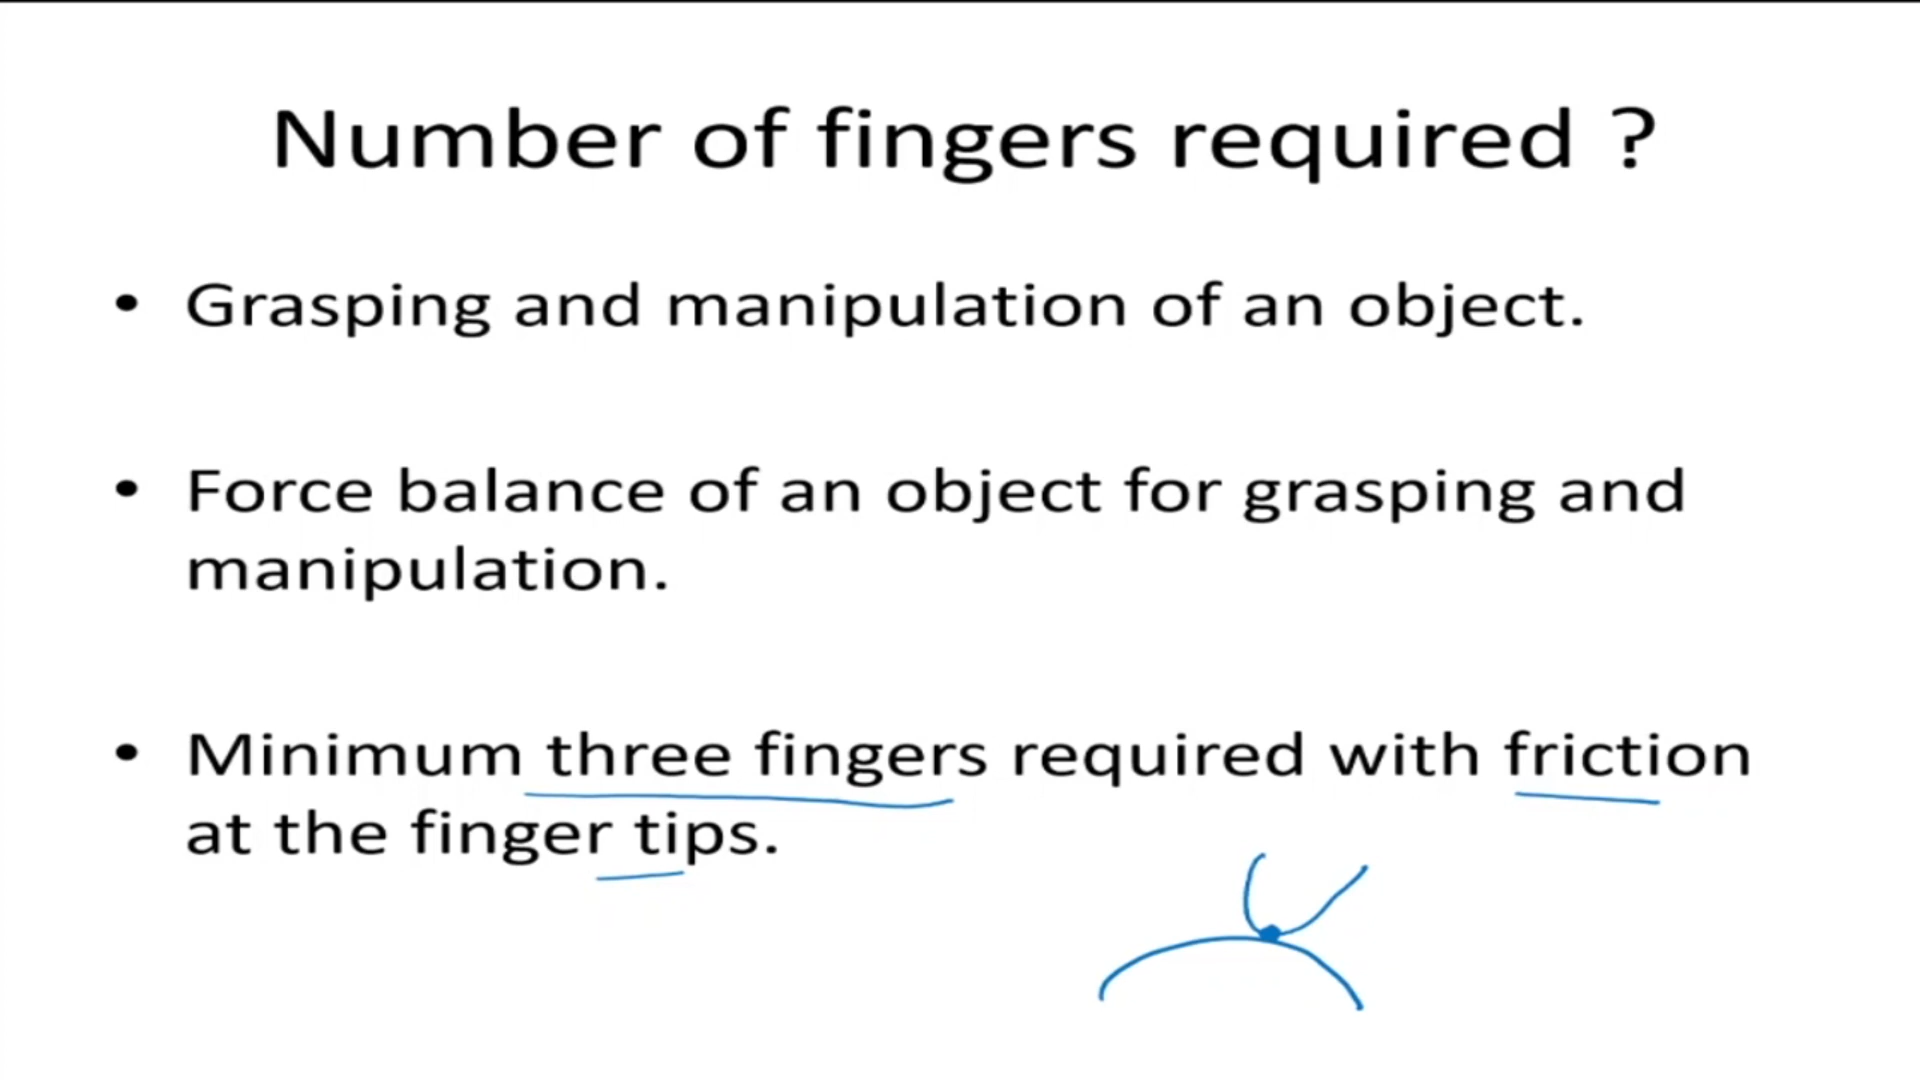 Number of fingers required ?
• Grasping and manipulation of an object.
• Force balance of an object for grasping and
manipulation.
• Minimum three fingers required with friction
at the finger tips.